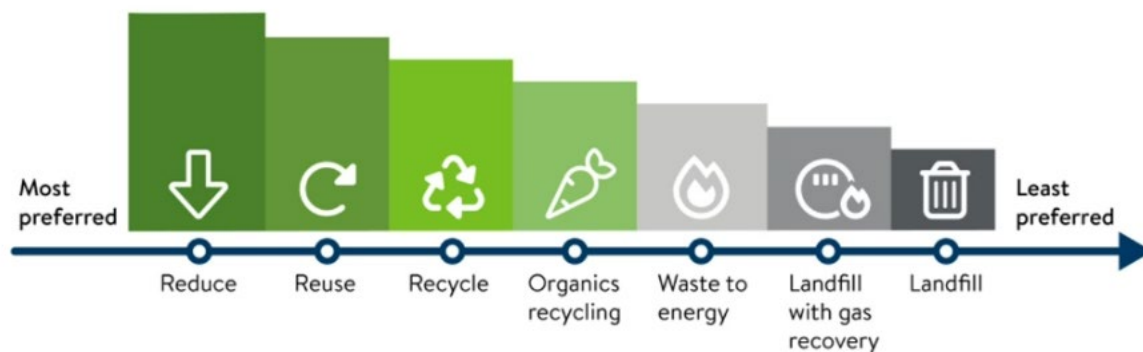 Most
preferred
Least
preferred
Reduce
Reuse
Recycle
Organics
recycling
Waste to
energy
Landfill
with gas
recovery
Landfill